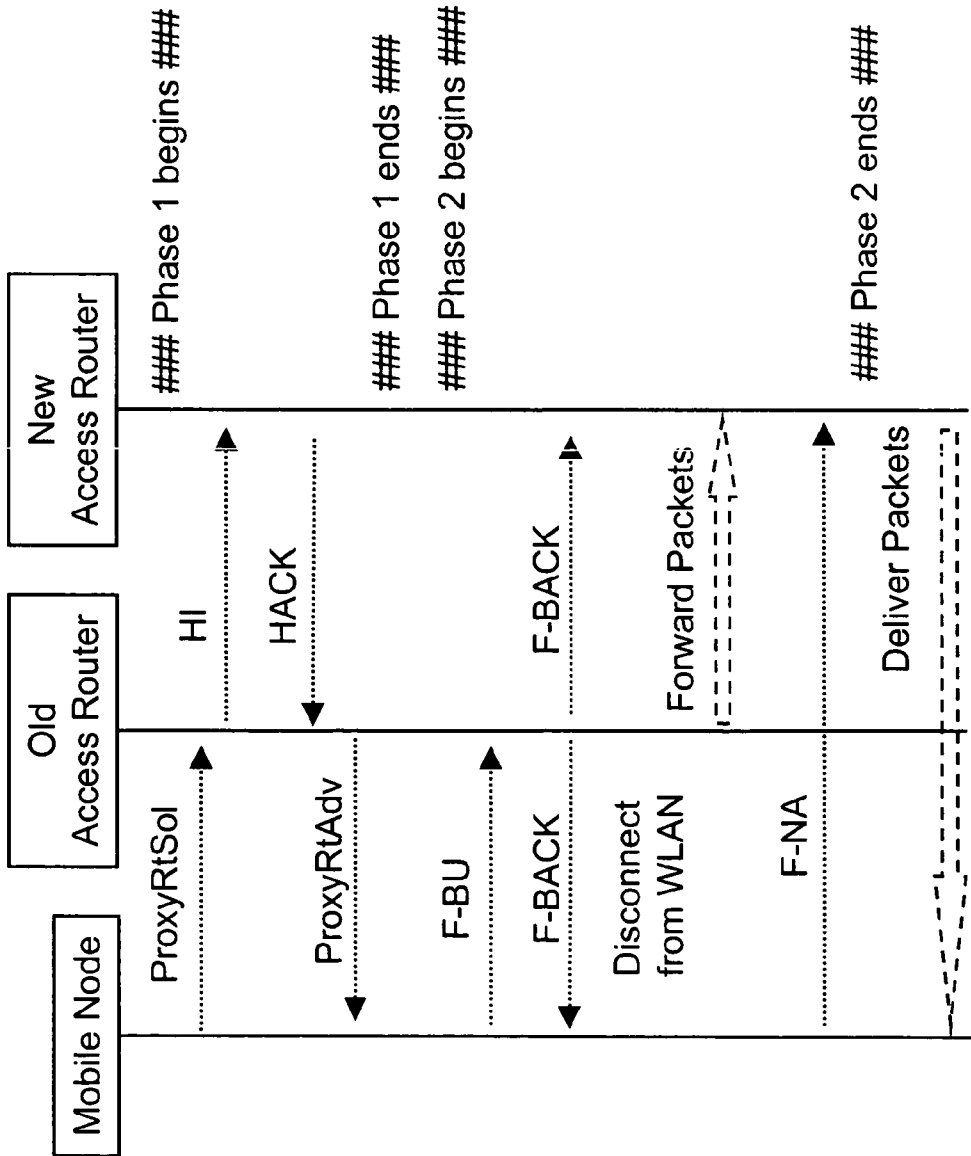 Mobile Node
Old
Access Router
New
Access Router
### Phase 1 begins ###
ProxyRtSol
HI
HACK
ProxyRtAdv
### Phase 1 ends ###
### Phase 2 begins ###
F-BU
F-BACK
F-BACK
Disconnect
from WLAN
Forward Packets
F-NA
### Phase 2 ends ###
Deliver Packets